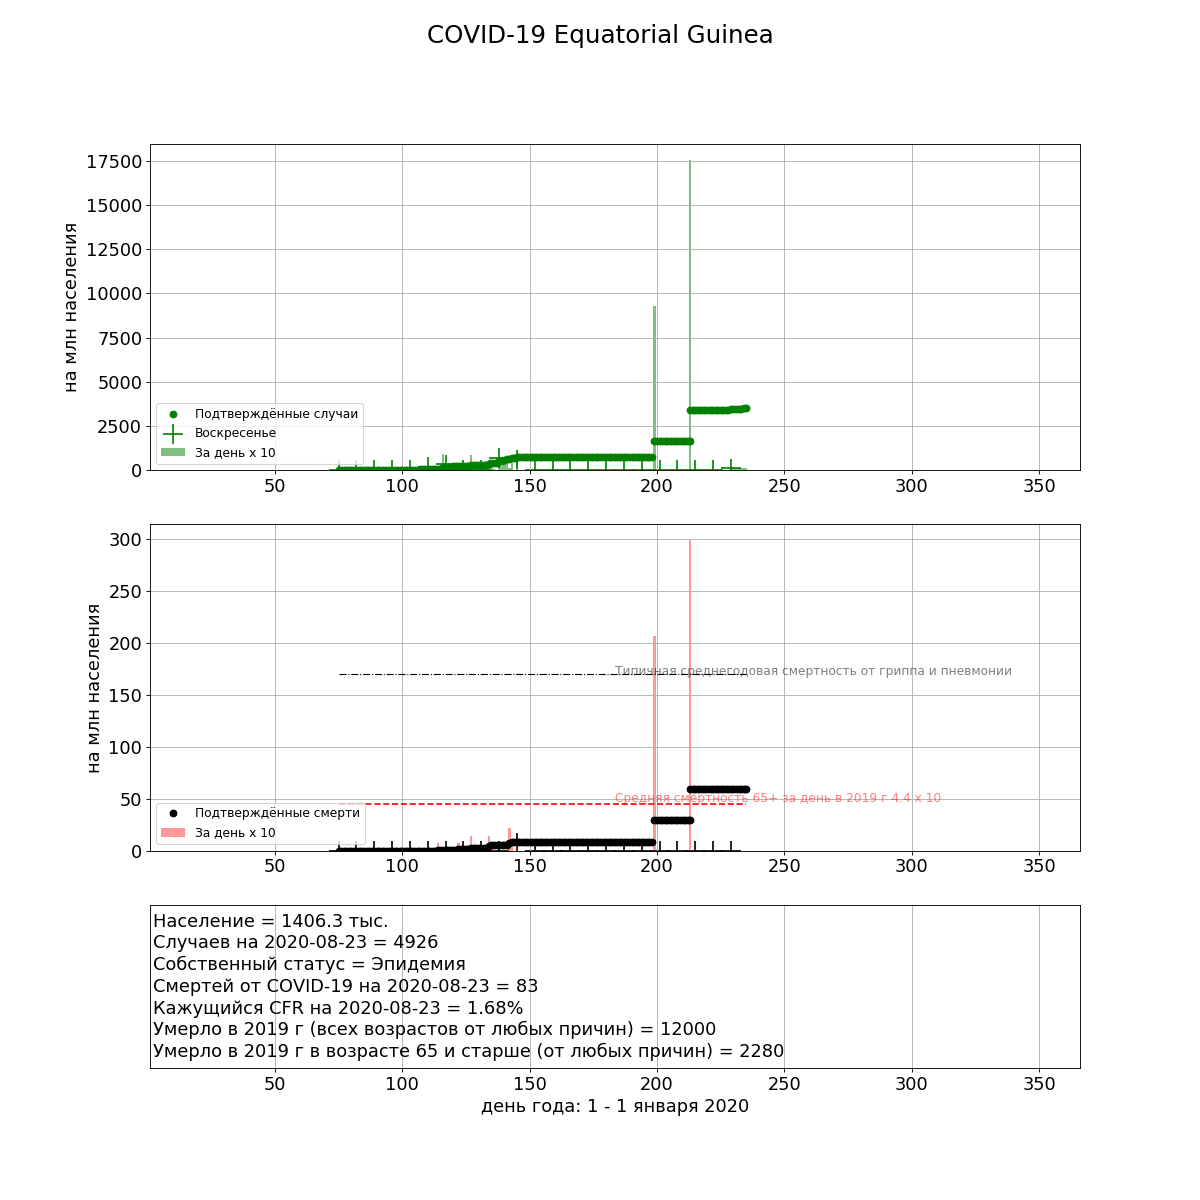 COVID-19 Equatorial Guinea
17500
15000
12500
10000
7500
5000
2500
0
на млн населения
Подтверждённые случаи
Воскресенье
За день x 10
50 100 150 200 250 300 350
300
250
200
150
100
50
0
на млн населения
Типичная среднегодовая смертность от гриппа и пневмонии
Средняя смертность 65+ за день в 2019 г 4.4 x 10
Подтверждённые смерти
За день x 10
50 100 150 200 250 300 350
Население = 1406.3 тыс.
Случаев на 2020-08-23 = 4926
Собственный статус = Эпидемия
Смертей от COVID-19 на 2020-08-23 = 83
Кажущийся CFR на 2020-08-23 = 1.68%
Умерло в 2019 г (всех возрастов от любых причин) = 12000
Умерло в 2019 г в возрасте 65 и старше (от любых причин) = 2280
50 100 150 200 250 300 350
день года: 1 - 1 января 2020